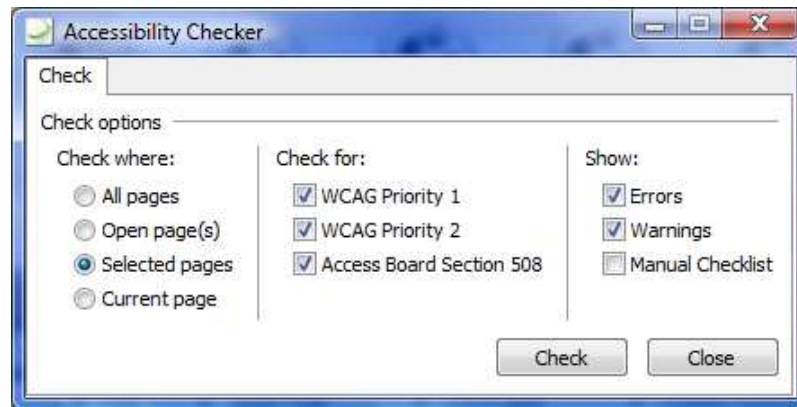 Accessibility Checker
Check
Check options
Check where:
All pages
Open page(s)
Selected pages
Current page
Check for:
WCAG Priority 1
WCAG Priority 2
Access Board Section 508
Show:
Errors
Warnings
Manual Checklist
Check
Close